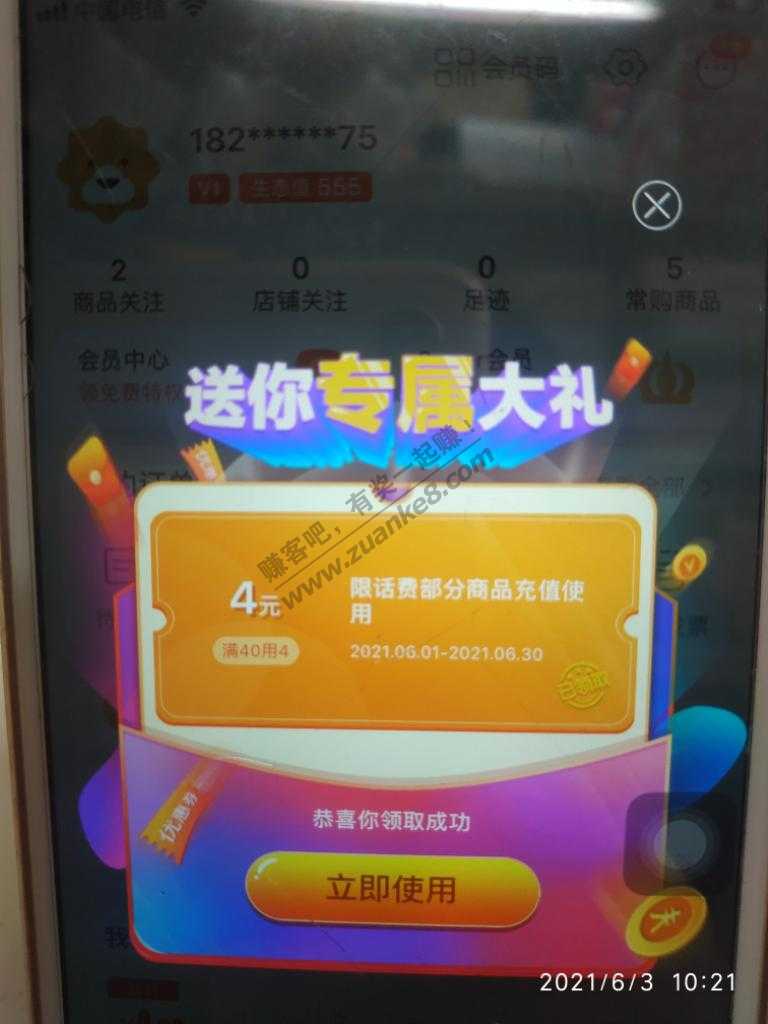 中国电信
会员码
182******75
V1 生态值 555
2 0 0 5
商品关注 店铺关注 足迹 常购商品
会员中心
领免费特权
送你专属大礼
赚客吧，有奖一起赚！
www.zuanke8.com
4元
满40用4
限话费部分商品充值使
用
2021.06.01-2021.06.30
已领取
优惠券
恭喜你领取成功
立即使用
2021/6/3 10:21